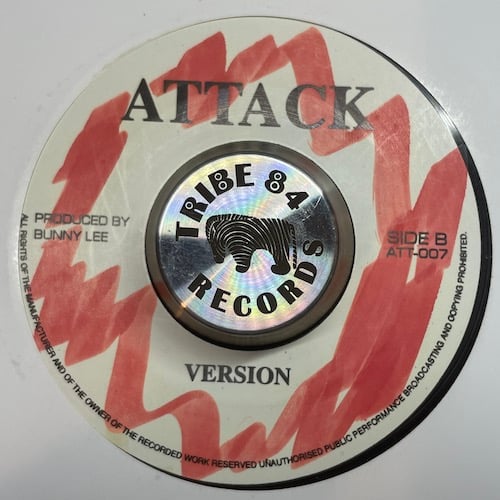 ATTACK
TRIBE 84
RECORDS
PRODUCED BY
BUNNY LEE
SIDE B
ATT-007
VERSION
ALL RIGHTS OF THE MANUFACTURER AND OF THE OWNER OF THE RECORDED WORK RESERVED UNAUTHORISED PUBLIC PERFORMANCE BROADCASTING AND COPYING PROHIBITED.